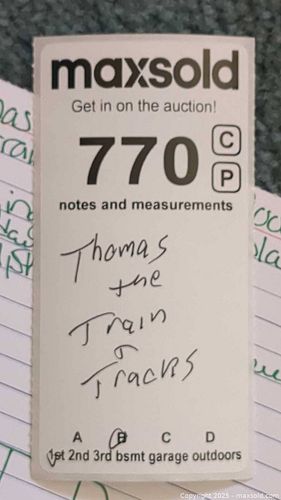 maxsold
Get in on the auction!
770
C
P
notes and measurements
Thomas
the
Train
&
Tracks
A B C D
1st 2nd 3rd bsmt garage outdoors
Copyright 2025 - maxsold.com